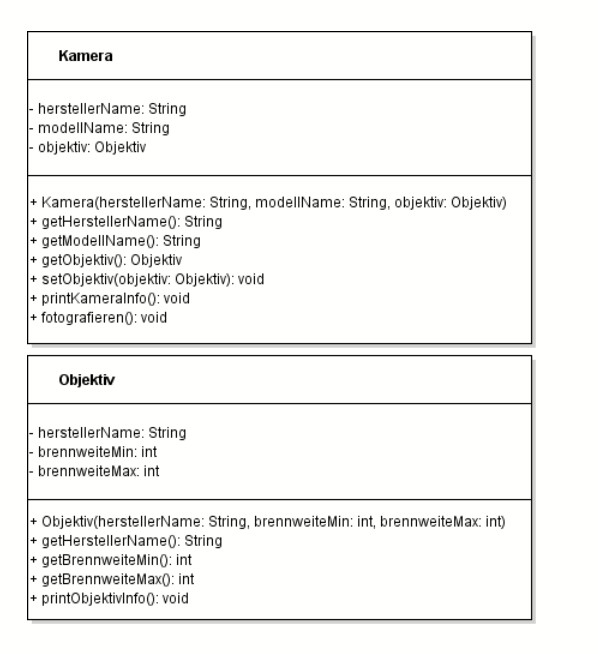 Kamera
- herstellerName: String
- modellName: String
- objektiv: Objektiv
+ Kamera(herstellerName: String, modellName: String, objektiv: Objektiv)
+ getHerstellerName(): String
+ getModellName(): String
+ getObjektiv(): Objektiv
+ setObjektiv(objektiv: Objektiv): void
+ printKameraInfo(): void
+ fotografieren(): void
Objektiv
- herstellerName: String
- brennweiteMin: int
- brennweiteMax: int
+ Objektiv(herstellerName: String, brennweiteMin: int, brennweiteMax: int)
+ getHerstellerName(): String
+ getBrennweiteMin(): int
+ getBrennweiteMax(): int
+ printObjektivInfo(): void